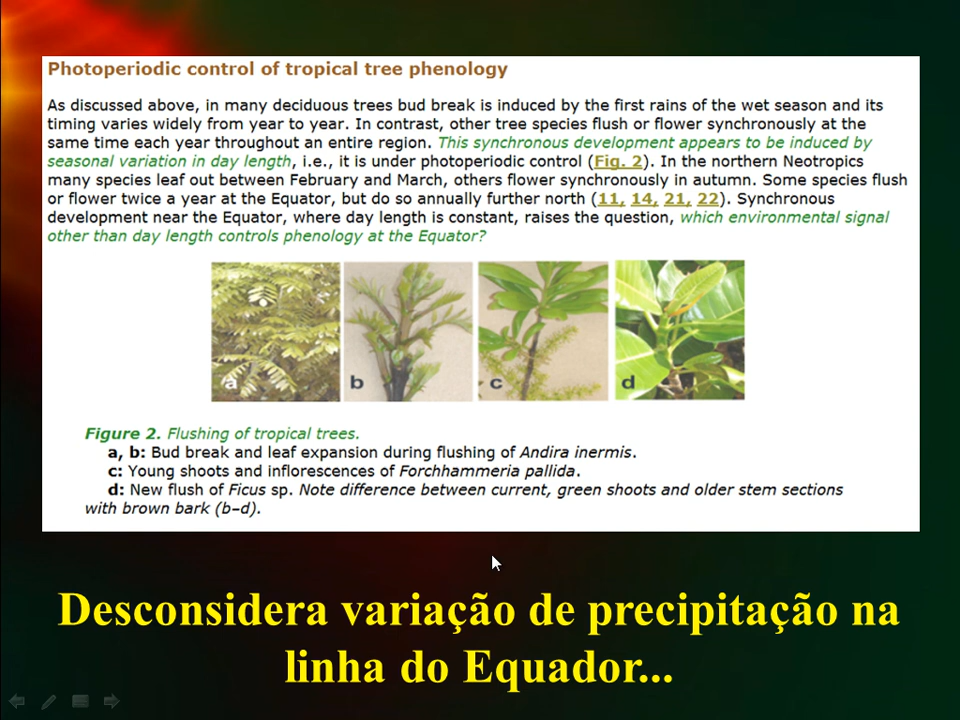 Photoperiodic control of tropical tree phenology
As discussed above, in many deciduous trees bud break is induced by the first rains of the wet season and its
timing varies widely from year to year. In contrast, other tree species flush or flower synchronously at the
same time each year throughout an entire region. This synchronous development appears to be induced by
seasonal variation in day length, i.e., it is under photoperiodic control (Fig. 2). In the northern Neotropics
many species leaf out between February and March, others flower synchronously in autumn. Some species flush
or flower twice a year at the Equator, but do so annually further north (11, 14, 21, 22). Synchronous
development near the Equator, where day length is constant, raises the question, which environmental signal
other than day length controls phenology at the Equator?
a b c d
Figure 2. Flushing of tropical trees.
a, b: Bud break and leaf expansion during flushing of Andira inermis.
c: Young shoots and inflorescences of Forchhammeria pallida.
d: New flush of Ficus sp. Note difference between current, green shoots and older stem sections
with brown bark (b–d).
Desconsidera variação de precipitação na
linha do Equador...